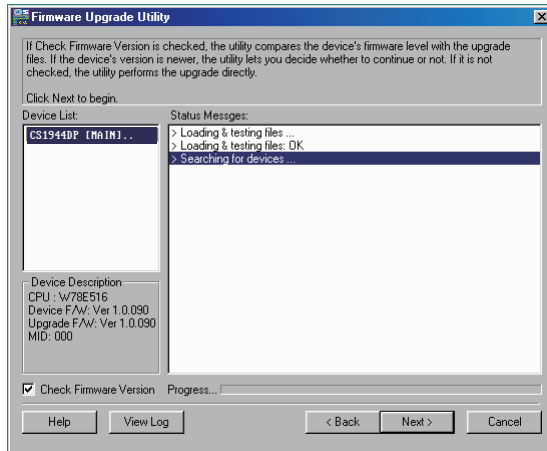 Firmware Upgrade Utility
If Check Firmware Version is checked, the utility compares the device's firmware level with the upgrade
files. If the device's version is newer, the utility lets you decide whether to continue or not. If it is not
checked, the utility performs the upgrade directly.
Click Next to begin.
Device List:
Status Messges:
CS1944DP [MAIN]..
> Loading & testing files ...
> Loading & testing files: OK
> Searching for devices ...
Device Description
CPU : W78E516
Device F/W: Ver 1.0.090
Upgrade F/W: Ver 1.0.090
MID: 000
Check Firmware Version
Progress...
Help
View Log
< Back
Next >
Cancel